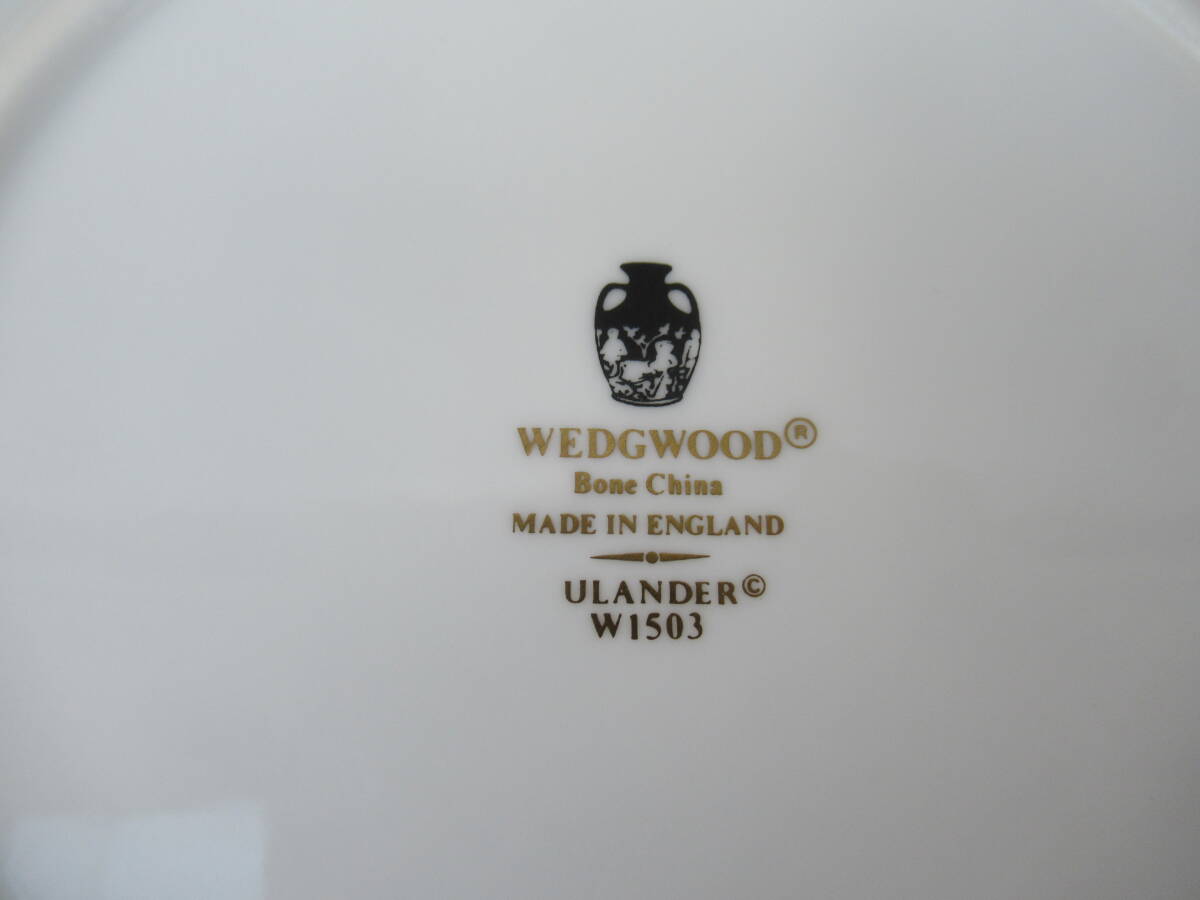 WEDGWOOD®
Bone China
MADE IN ENGLAND
ULANDER©
W1503